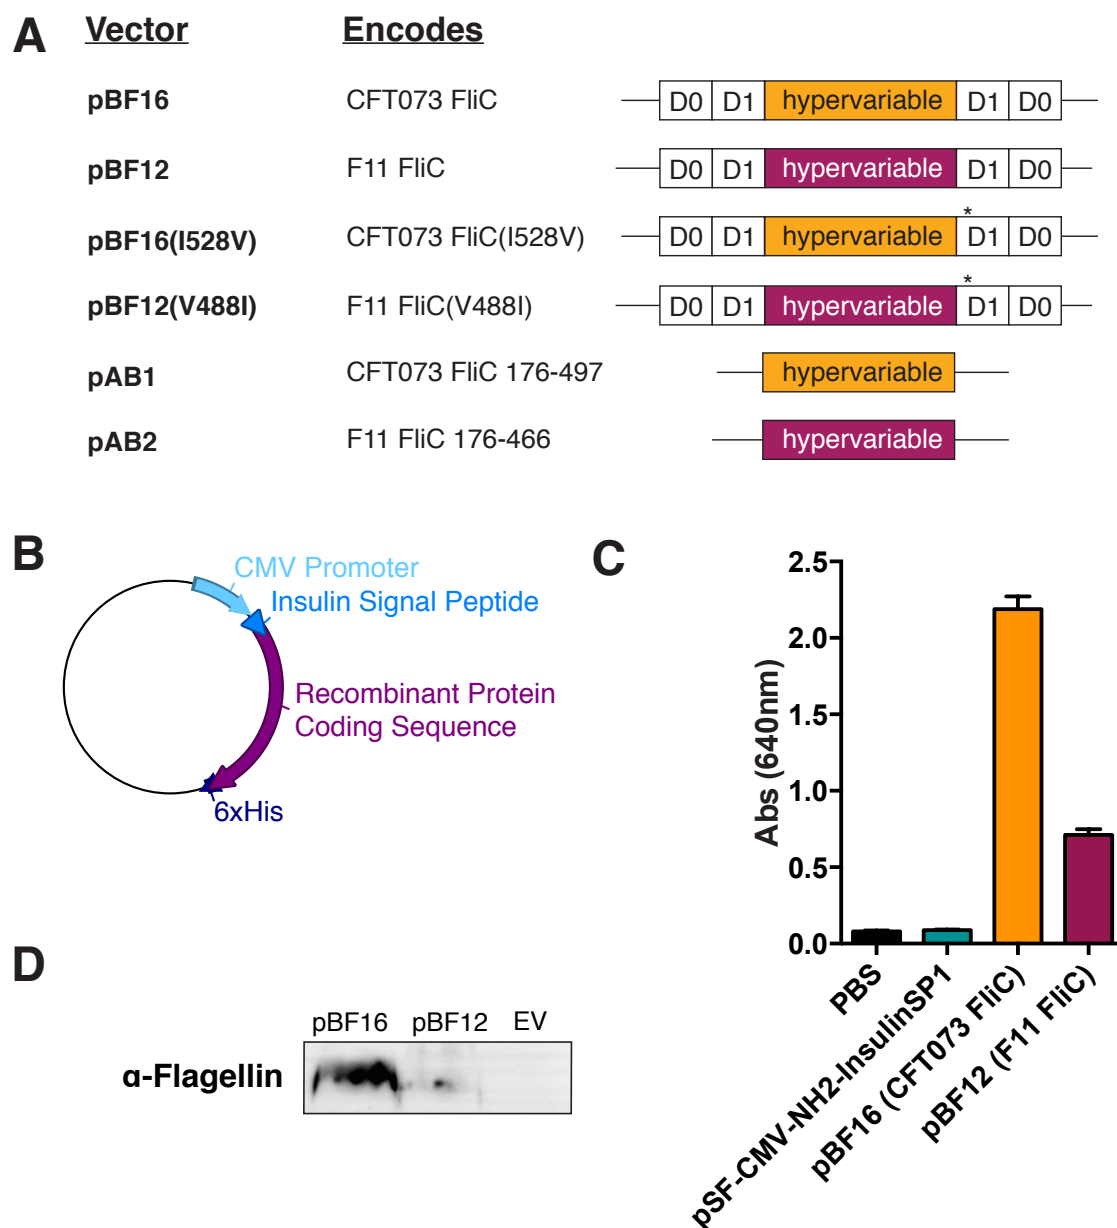 A
Vector Encodes
pBF16 CFT073 FliC D0 D1 hypervariable D1 D0
pBF12 F11 FliC D0 D1 hypervariable D1 D0
*
pBF16(I528V) CFT073 FliC(I528V) D0 D1 hypervariable D1 D0
*
pBF12(V488I) F11 FliC(V488I) D0 D1 hypervariable D1 D0
pAB1 CFT073 FliC 176-497 hypervariable
pAB2 F11 FliC 176-466 hypervariable
B
CMV Promoter
Insulin Signal Peptide
Recombinant Protein
Coding Sequence
6xHis
C
Abs (640nm)
2.5
2.0
1.5
1.0
0.5
0.0
PBS
pSF-CMV-NH2-InsulinSP1
pBF16 (CFT073 FliC)
pBF12 (F11 FliC)
D
pBF16 pBF12 EV
α-Flagellin